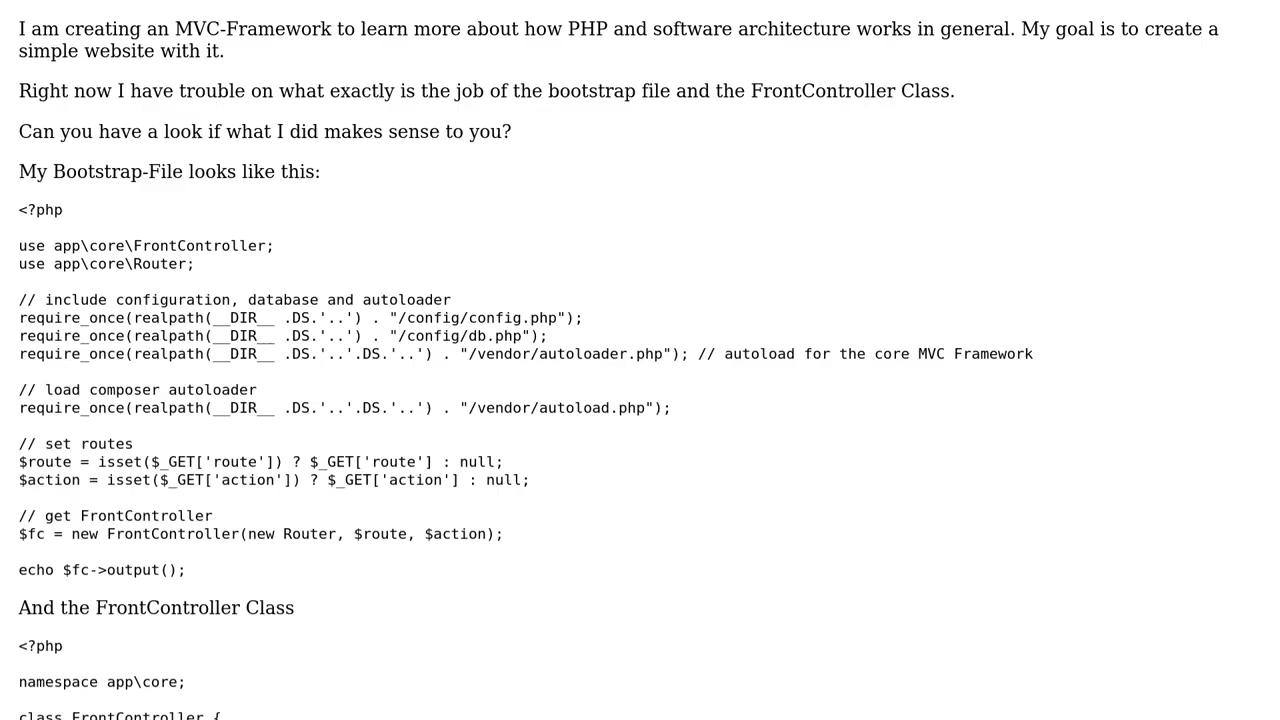 I am creating an MVC-Framework to learn more about how PHP and software architecture works in general. My goal is to create a
simple website with it.
Right now I have trouble on what exactly is the job of the bootstrap file and the FrontController Class.
Can you have a look if what I did makes sense to you?
My Bootstrap-File looks like this:
<?php
use app\core\FrontController;
use app\core\Router;
// include configuration, database and autoloader
require_once(realpath(__DIR__ .DS.'..') . "/config/config.php");
require_once(realpath(__DIR__ .DS.'..') . "/config/db.php");
require_once(realpath(__DIR__ .DS.'..'.DS.'..') . "/vendor/autoloader.php"); // autoload for the core MVC Framework
// load composer autoloader
require_once(realpath(__DIR__ .DS.'..'.DS.'..') . "/vendor/autoload.php");
// set routes
$route = isset($_GET['route']) ? $_GET['route'] : null;
$action = isset($_GET['action']) ? $_GET['action'] : null;
// get FrontController
$fc = new FrontController(new Router, $route, $action);
echo $fc->output();
And the FrontController Class
<?php
namespace app\core;
class FrontController {